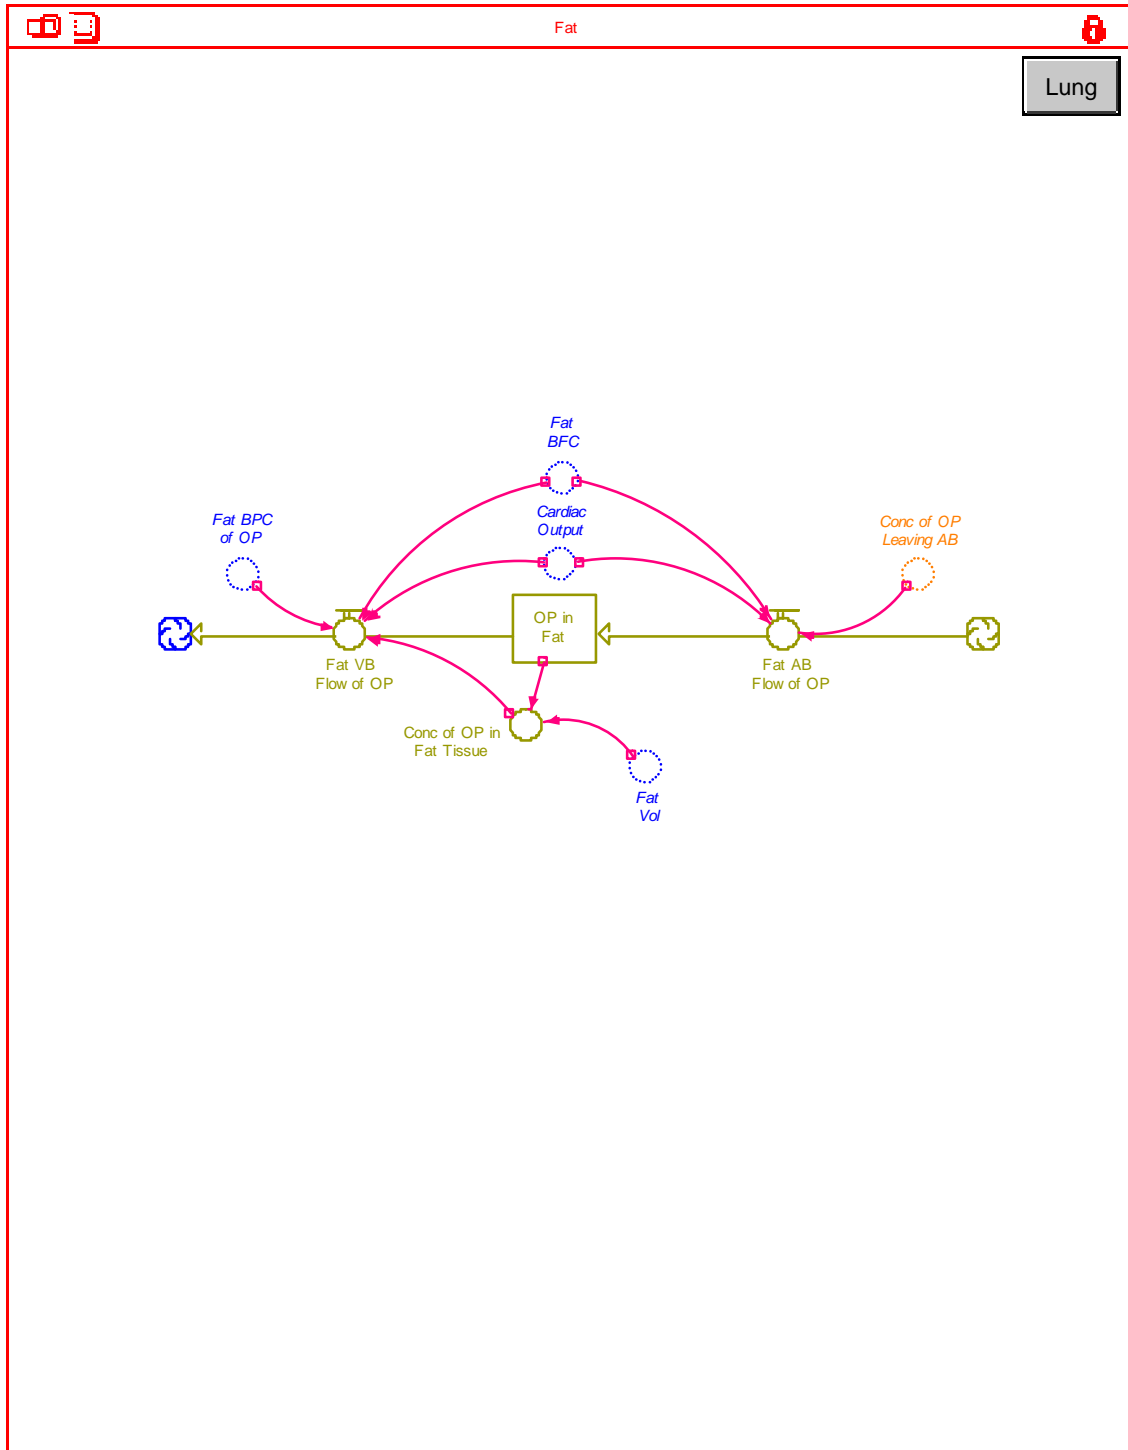 Fat
Lung
Fat
BFC
Cardiac
Output
Fat BPC
of OP
Conc of OP
Leaving AB
OP in
Fat
Fat VB
Flow of OP
Fat AB
Flow of OP
Conc of OP in
Fat Tissue
Fat
Vol